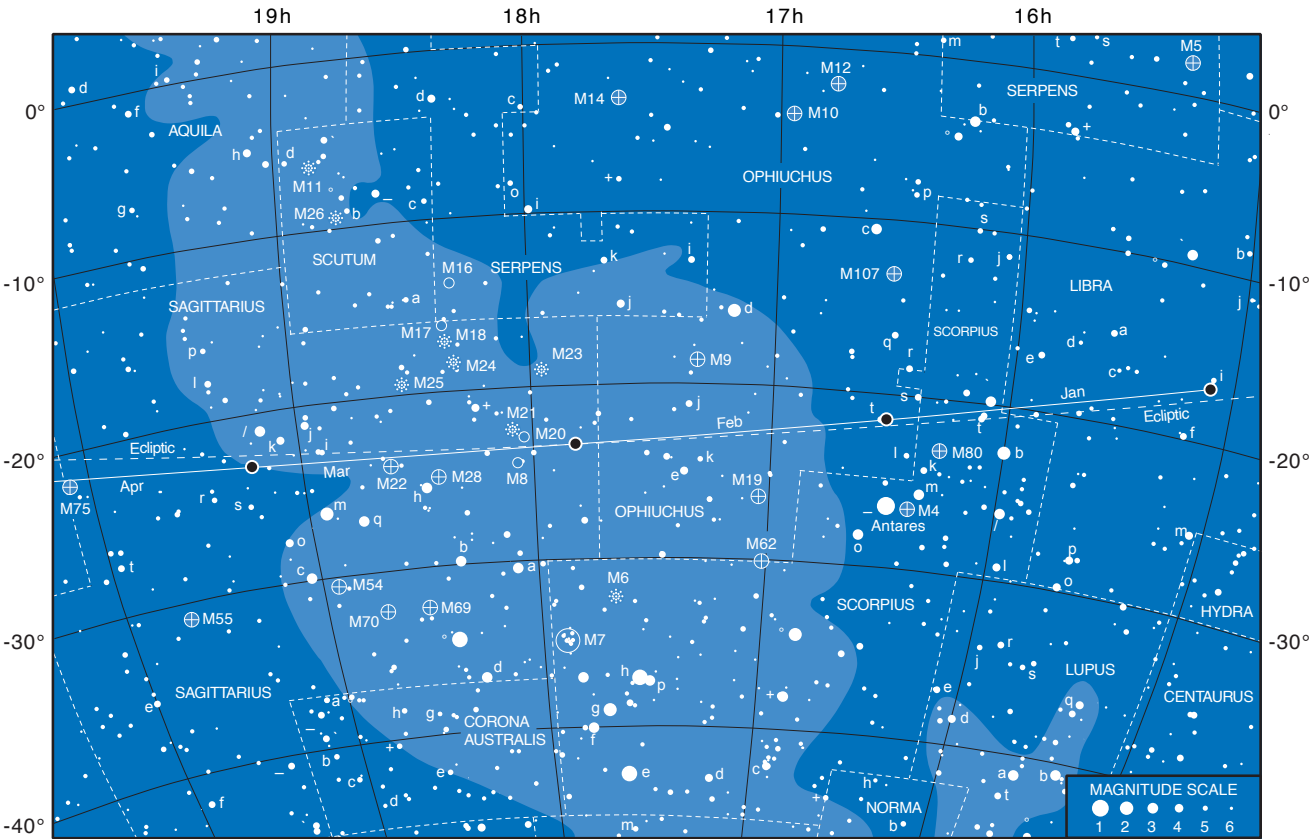 19h 18h 17h 16h
m t s M5
i d M12
d c M14 SERPENS
f M10 b
0° 0°
AQUILA +
h d
M11 OPHIUCHUS
+ p
o
g M26 b – c i s
c
SCUTUM k i r j b
M16 SERPENS M107
-10° -10°
LIBRA
SAGITTARIUS a j d j
M17 M18 SCORPIUS a
q d
p M24 M23 M9 r e c
l M25 s i
j t Jan
+ M21 Feb Ecliptic
/ k j M20 t f
Ecliptic i l M80 b
-20° -20°
Mar M22 M28 M8 k e k
Apr M19 m
M75 r s h OPHIUCHUS M4
m q – Antares /
o o m
M62
b a p
t c l o
M54 M6
M69 SCORPIUS HYDRA
M55 M70
-30° -30°
M7 r
j s LUPUS
SAGITTARIUS d h p CENTAURUS
e a + e q
g CORONA g d
– AUSTRALIS f
b +
– c e e d c a b
h t
f d + NORMA
m b
-40°
MAGNITUDE SCALE
1 2 3 4 5 6